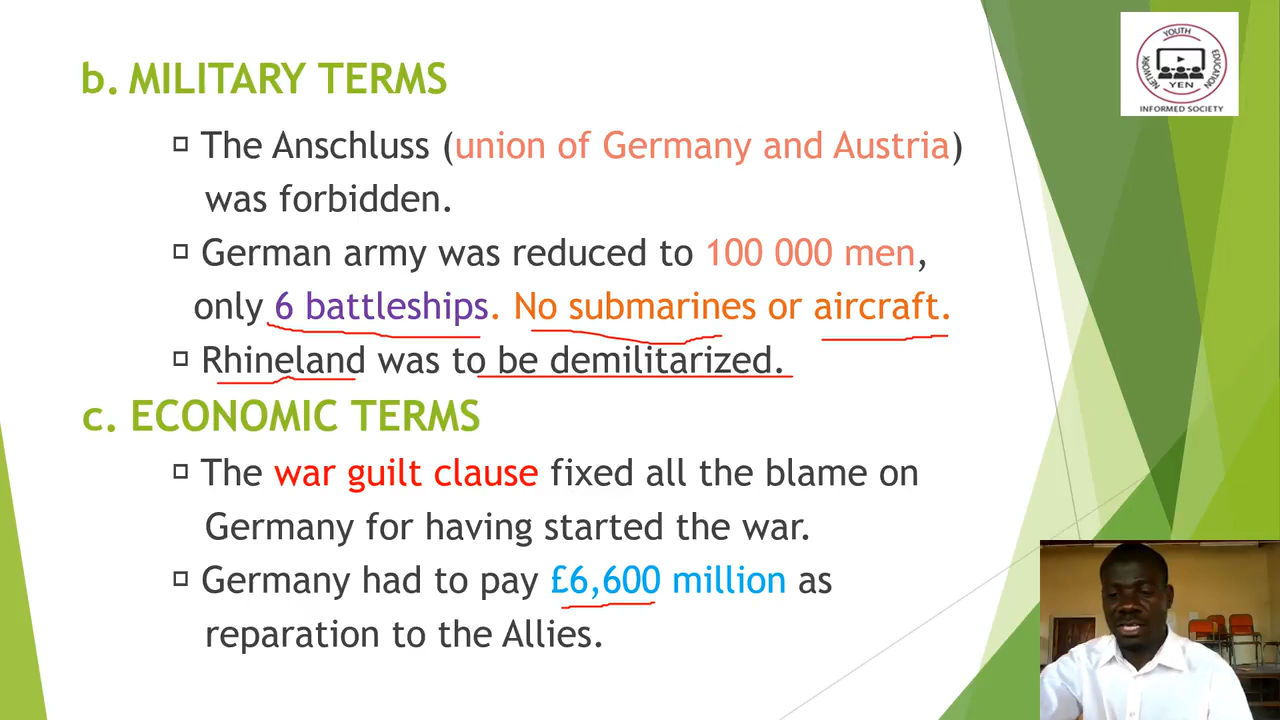 b. MILITARY TERMS
The Anschluss (union of Germany and Austria)
was forbidden.
German army was reduced to 100 000 men,
only 6 battleships. No submarines or aircraft.
Rhineland was to be demilitarized.
c. ECONOMIC TERMS
The war guilt clause fixed all the blame on
Germany for having started the war.
Germany had to pay £6,600 million as
reparation to the Allies.
YOUTH
EDUCATION
NETWORK
YEN
INFORMED SOCIETY